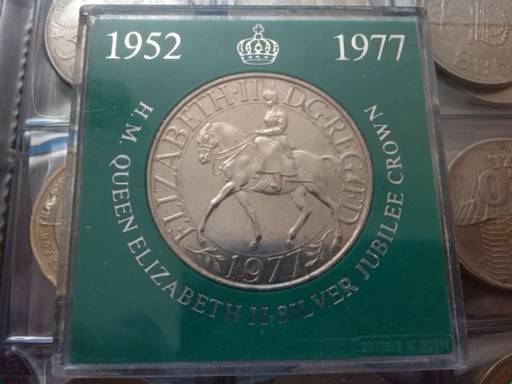 1952 1977
H. M. QUEEN ELIZABETH II SILVER JUBILEE CROWN
ELIZABETH·II D·G·REG·F·D
1977